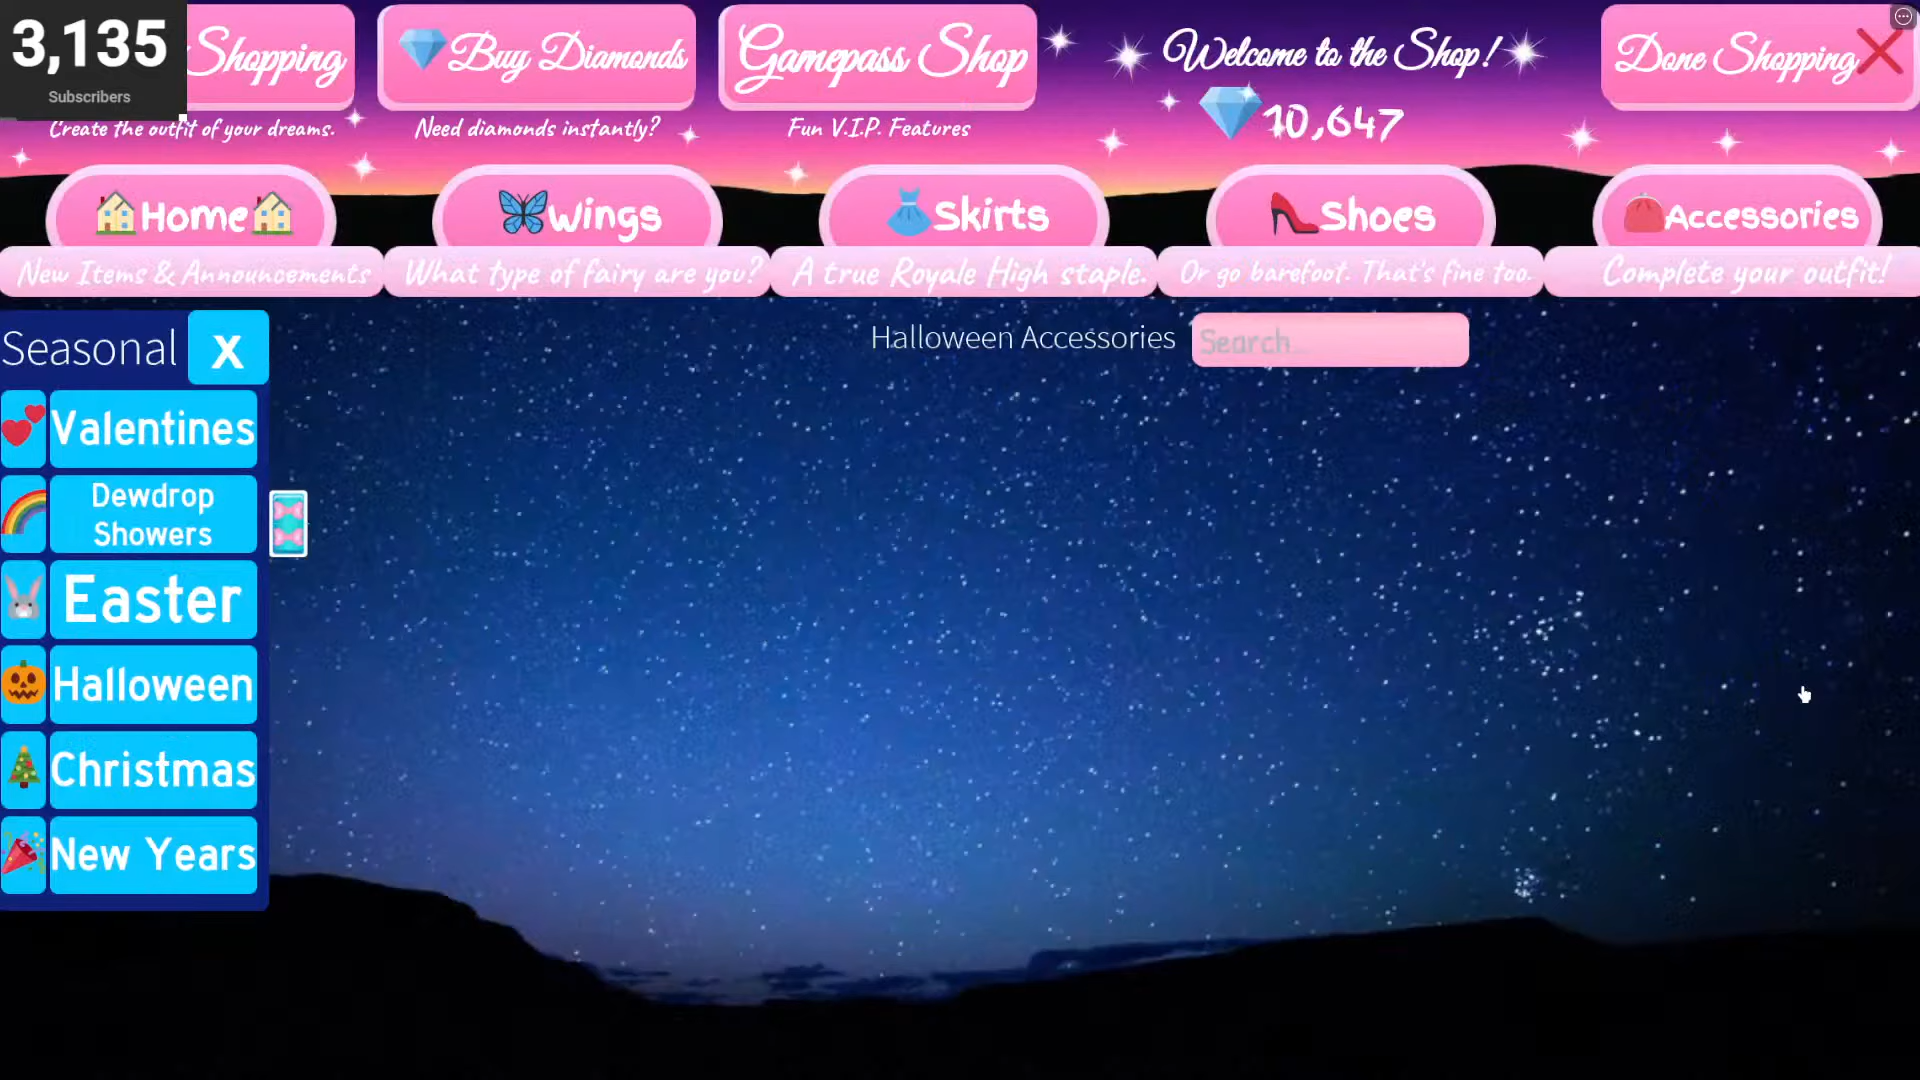 3,135
Subscribers
Shopping
Buy Diamonds
Gamepass Shop
Welcome to the Shop!
10,647
Done Shopping
Create the outfit of your dreams.
Need diamonds instantly?
Fun V.I.P. Features
Home
Wings
Skirts
Shoes
Accessories
New Items & Announcements
What type of fairy are you?
A true Royale High staple.
Or go barefoot. That's fine too.
Complete your outfit!
Seasonal
X
Halloween Accessories
Search...
Valentines
Dewdrop
Showers
Easter
Halloween
Christmas
New Years